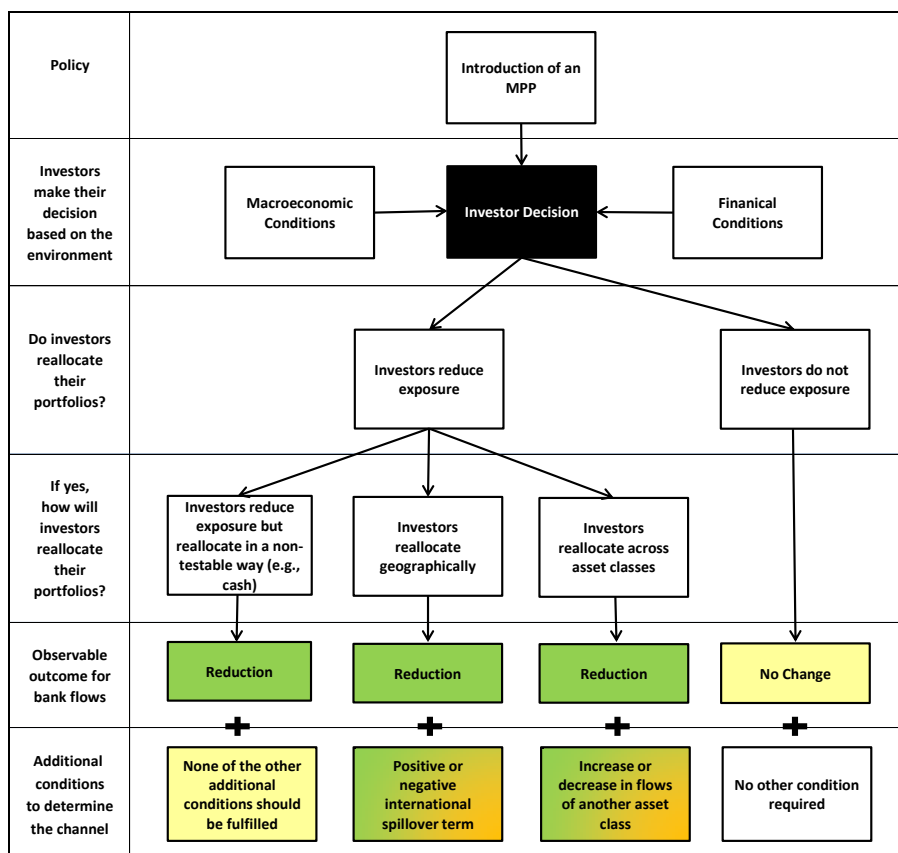 Policy
Introduction of an
MPP
Investors
make their
decision
based on the
environment
Macroeconomic
Conditions
Investor Decision
Finanical
Conditions
Do investors
reallocate
their
portfolios?
Investors reduce
exposure
Investors do not
reduce exposure
If yes,
how will
investors
reallocate
their
portfolios?
Investors reduce
exposure but
reallocate in a non-
testable way (e.g.,
cash)
Investors
reallocate
geographically
Investors
reallocate across
asset classes
Observable
outcome for
bank flows
Reduction
Reduction
Reduction
No Change
Additional
conditions
to determine
the channel
None of the other
additional
conditions should
be fulfilled
Positive or
negative
international
spillover term
Increase or
decrease in flows
of another asset
class
No other condition
required